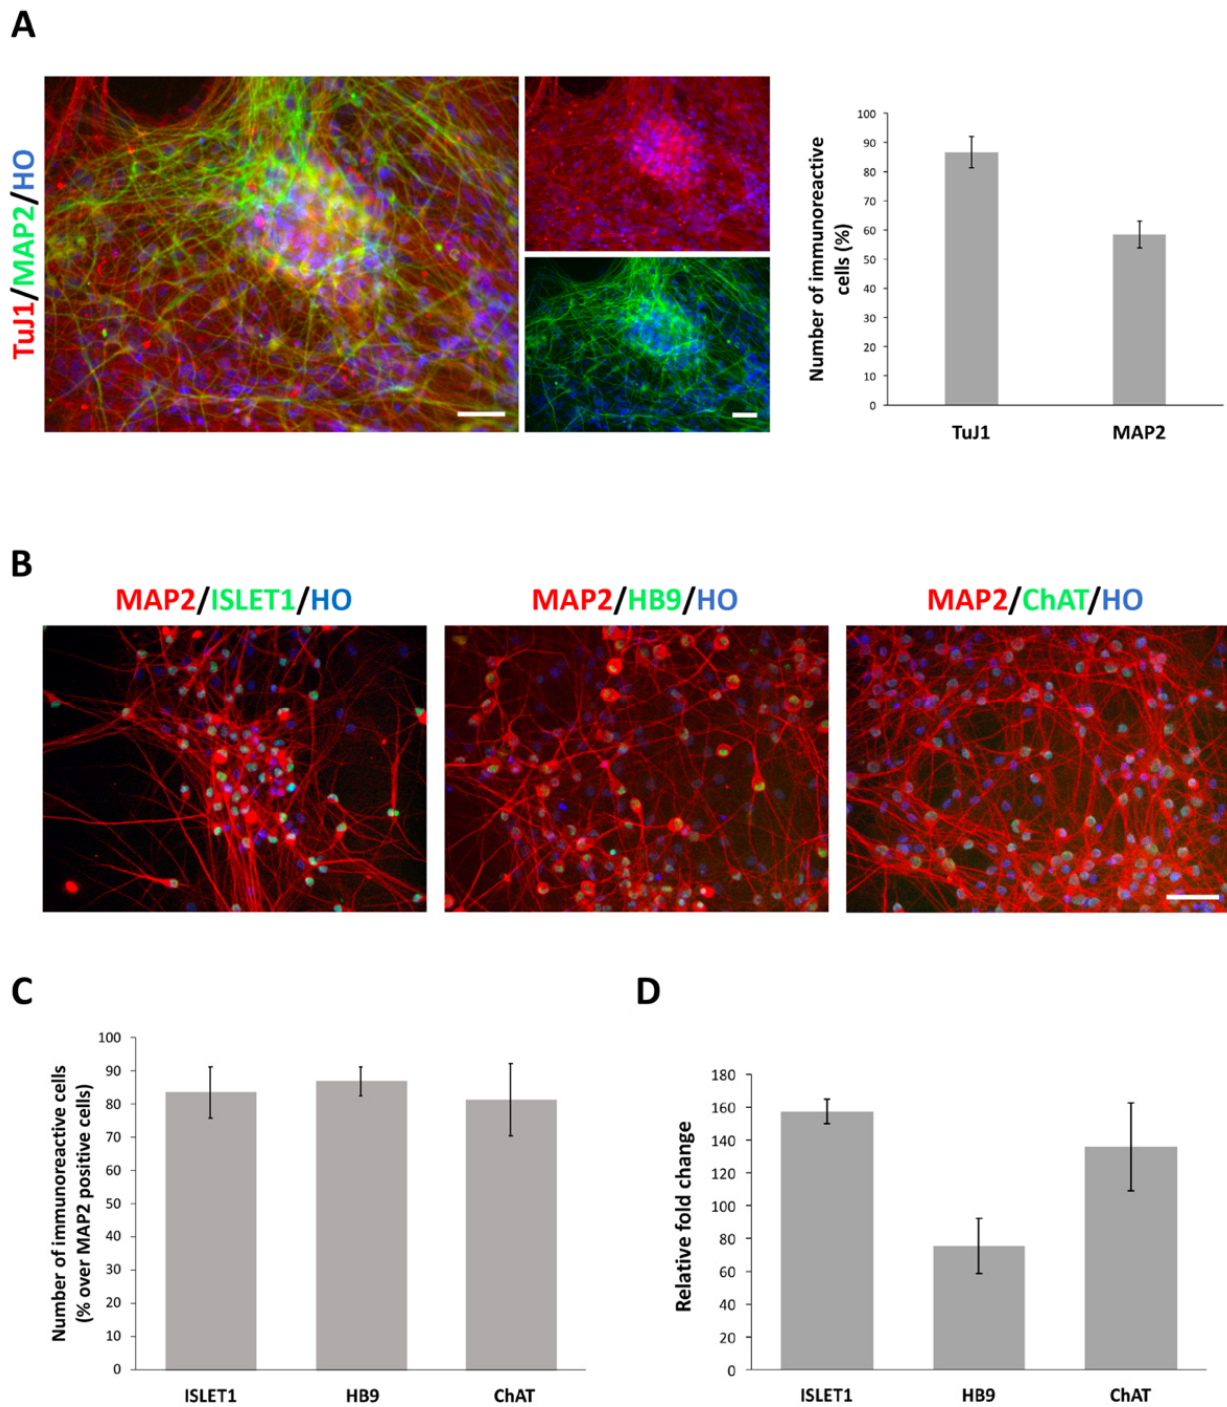 A
TuJ1/MAP2/HO
Number of immunoreactive
cells (%)
100
90
80
70
60
50
40
30
20
10
0
TuJ1 MAP2
B
MAP2/ISLET1/HO MAP2/HB9/HO MAP2/ChAT/HO
C
Number of immunoreactive cells
(% over MAP2 positive cells)
100
90
80
70
60
50
40
30
20
10
0
ISLET1 HB9 ChAT
D
Relative fold change
180
160
140
120
100
80
60
40
20
0
ISLET1 HB9 ChAT